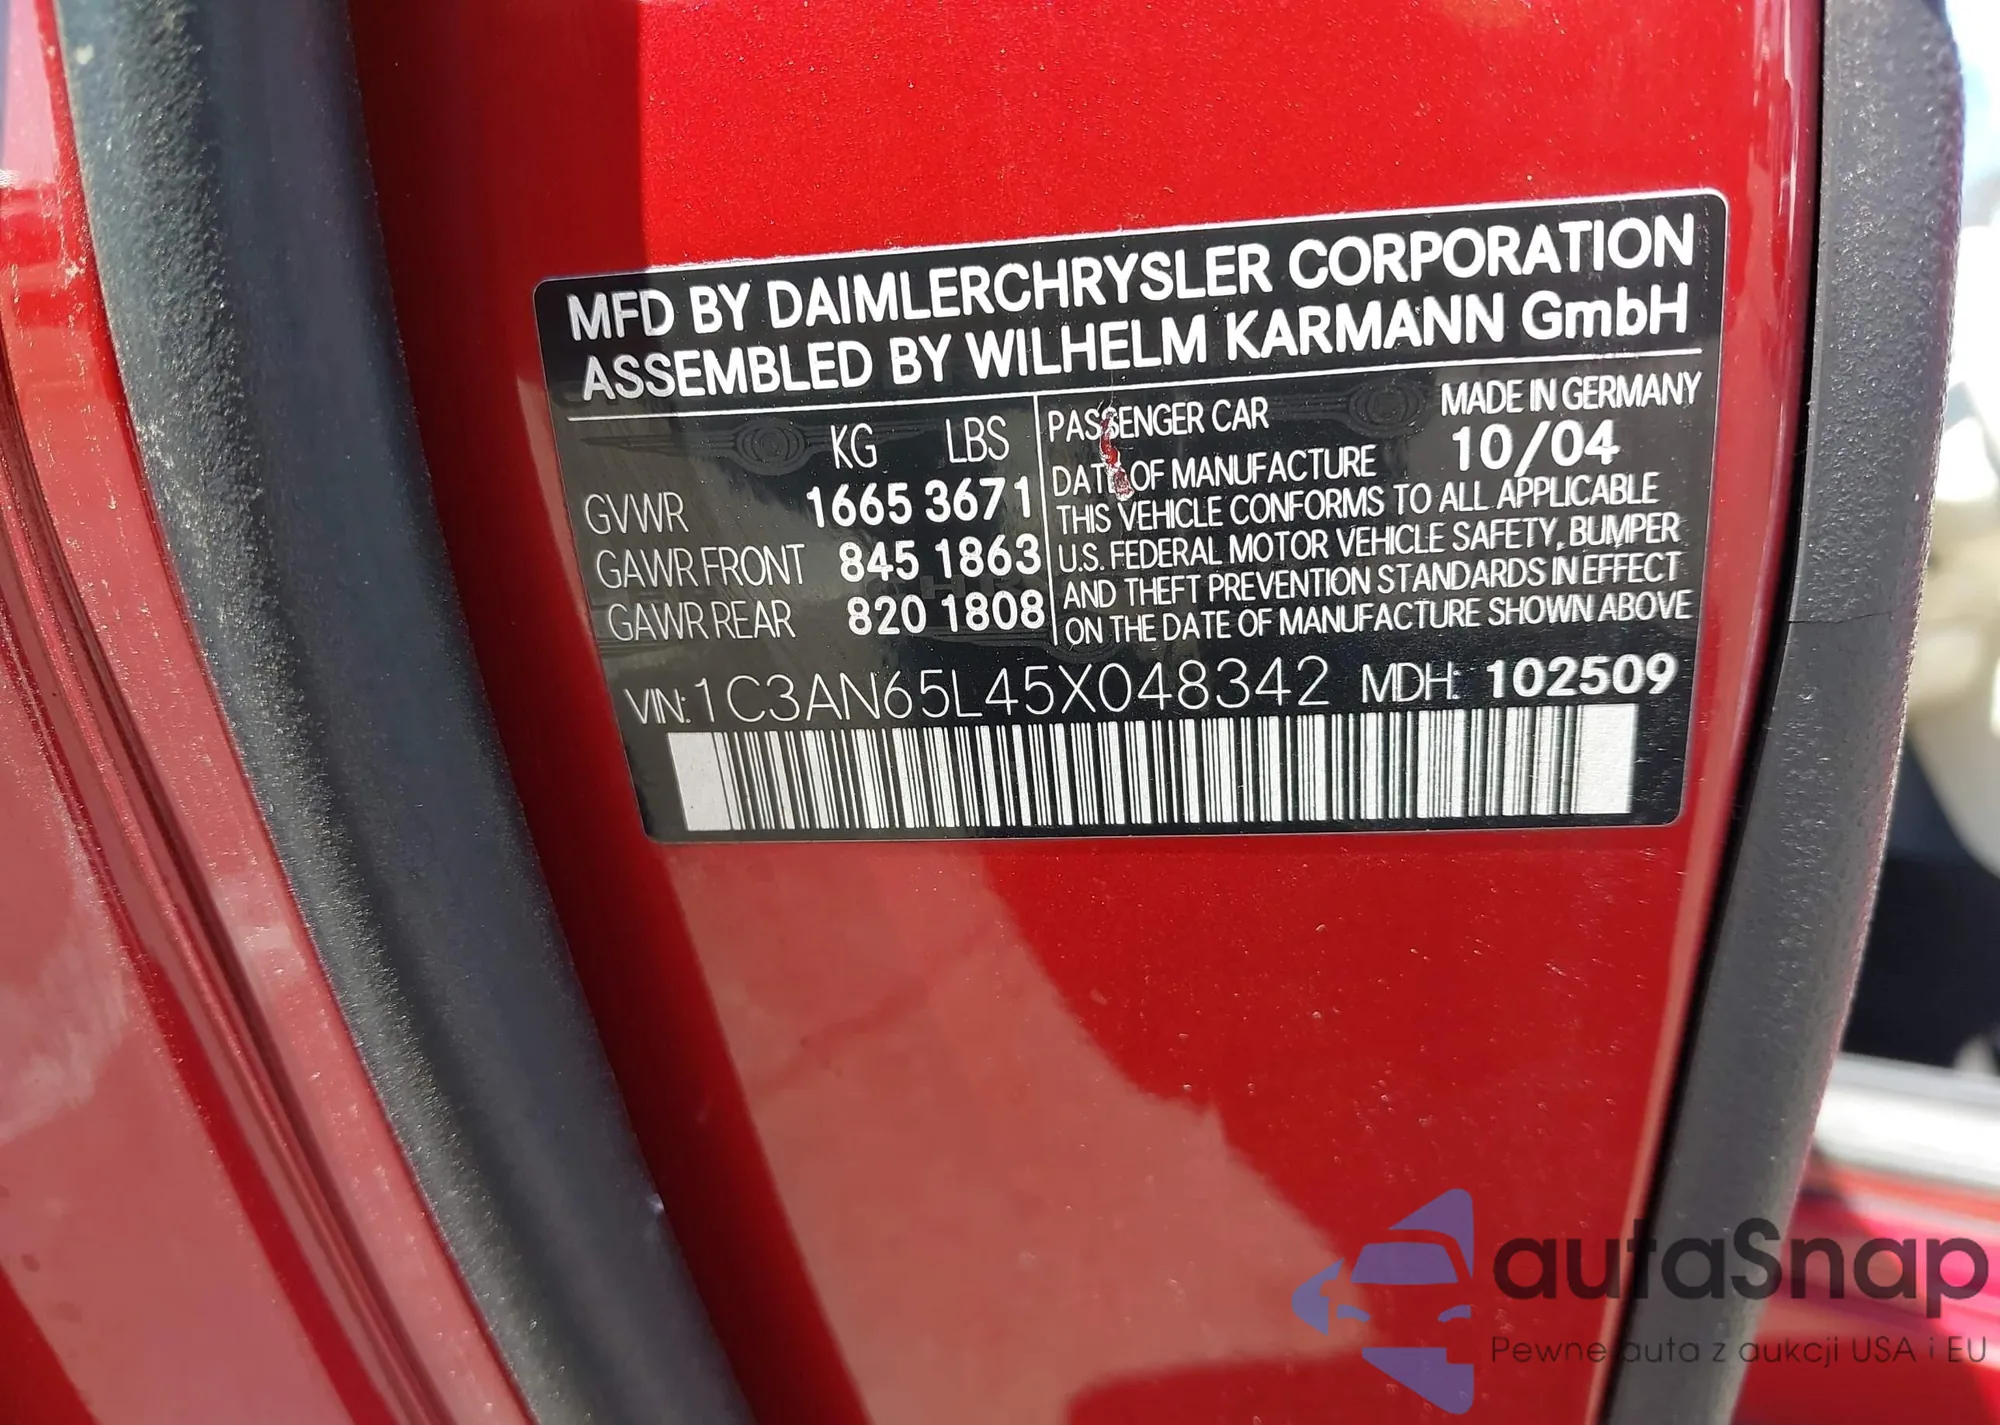 MFD BY DAIMLERCHRYSLER CORPORATION
ASSEMBLED BY WILHELM KARMANN GmbH
KG LBS
GVWR 1665 3671
GAWR FRONT 845 1863
GAWR REAR 820 1808
PASSENGER CAR MADE IN GERMANY
DATE OF MANUFACTURE 10/04
THIS VEHICLE CONFORMS TO ALL APPLICABLE
U.S. FEDERAL MOTOR VEHICLE SAFETY, BUMPER
AND THEFT PREVENTION STANDARDS IN EFFECT
ON THE DATE OF MANUFACTURE SHOWN ABOVE
VIN: 1C3AN65L45X048342 MDH: 102509
autaSnap
Pewne auta z aukcji USA i EU